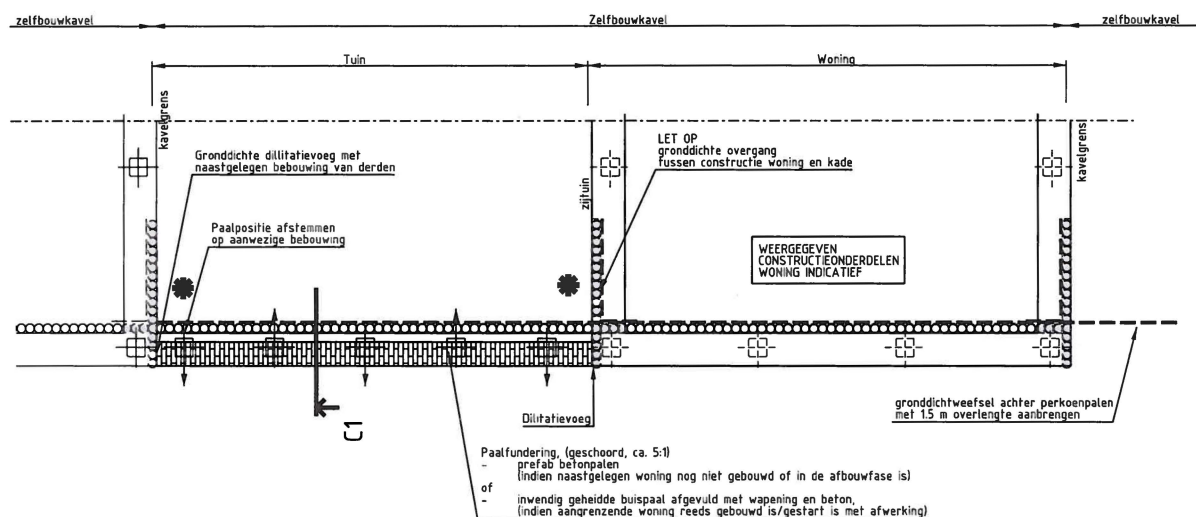 zelfbouwkavel
Zelfbouwkavel
zelfbouwkavel
Tuin
Woning
kavelgrens
Gronddichte dillitatievoeg met
naastgelegen bebouwing van derden
Paalpositie afstemmen
op aanwezige bebouwing
zijtuin
LET OP
gronddichte overgang
fussen constructie woning en kade
kavelgrens
WEERGEGEVEN
CONSTRUCTIEONDERDELEN
WONING INDICATIEF
C1
Dilitatievoeg
gronddichtweefsel achter perkoenpalen
met 1.5 m overlengte aanbrengen
Paalfundering, (geschoord, ca. 5:1)
- prefab betonpalen
(indien naastgelegen woning nog niet gebouwd of in de afbouwfase is)
of
- inwendig geheidde buispaal afgevuld met wapening en beton,
(indien aangrenzende woning reeds gebouwd is/gestart is met afwerking)